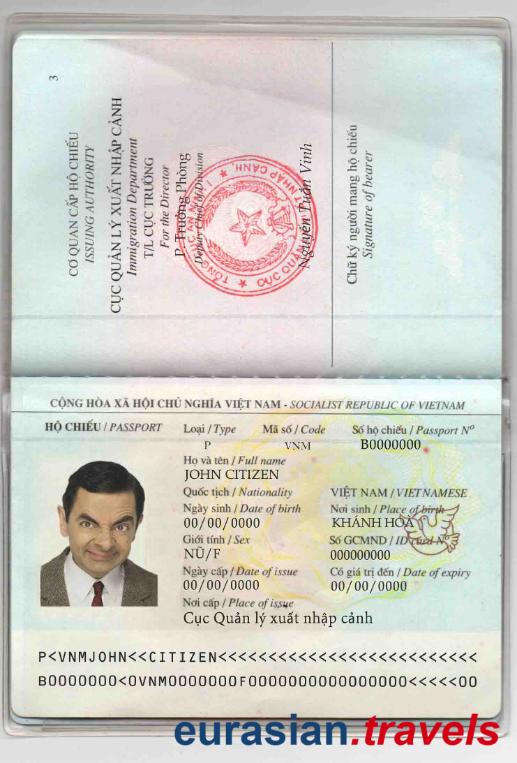 3
CƠ QUAN CẤP HỘ CHIẾU
ISSUING AUTHORITY
CỤC QUẢN LÝ XUẤT NHẬP CẢNH
Immigration Department
T/L CỤC TRƯỞNG
For the Director
P. Trưởng Phòng
Nguyễn Tuấn Vinh
Chữ ký người mang hộ chiếu
Signature of bearer
CỘNG HÒA XÃ HỘI CHỦ NGHĨA VIỆT NAM - SOCIALIST REPUBLIC OF VIETNAM
HỘ CHIẾU / PASSPORT Loại / Type Mã số / Code Số hộ chiếu / Passport Nº
P VNM B0000000
Họ và tên / Full name
JOHN CITIZEN
Quốc tịch / Nationality VIỆT NAM / VIETNAMESE
Ngày sinh / Date of birth Nơi sinh / Place of birth
00/00/0000 KHÁNH HÒA
Giới tính / Sex Số GCMND / ID card Nº
NỮ/F 000000000
Ngày cấp / Date of issue Có giá trị đến / Date of expiry
00/00/0000 00/00/0000
Nơi cấp / Place of issue
Cục Quản lý xuất nhập cảnh
P<VNMJOHN<<CITIZEN<<<<<<<<<<<<<<<<<<<<<<<<<<
B0000000<0VNM0000000F0000000000000000<<<<<00
eurasian.travels